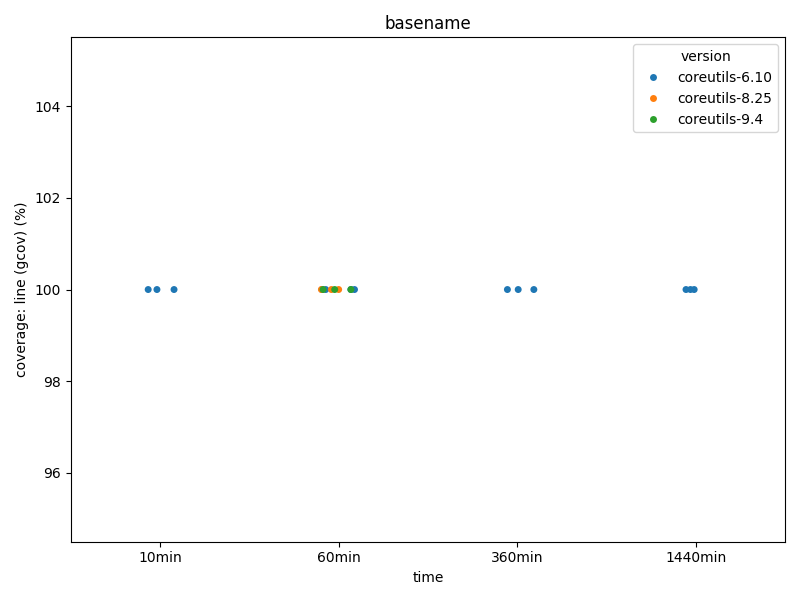 basename
version
coreutils-6.10
coreutils-8.25
coreutils-9.4
coverage: line (gcov) (%)
104
102
100
98
96
10min
60min
360min
1440min
time